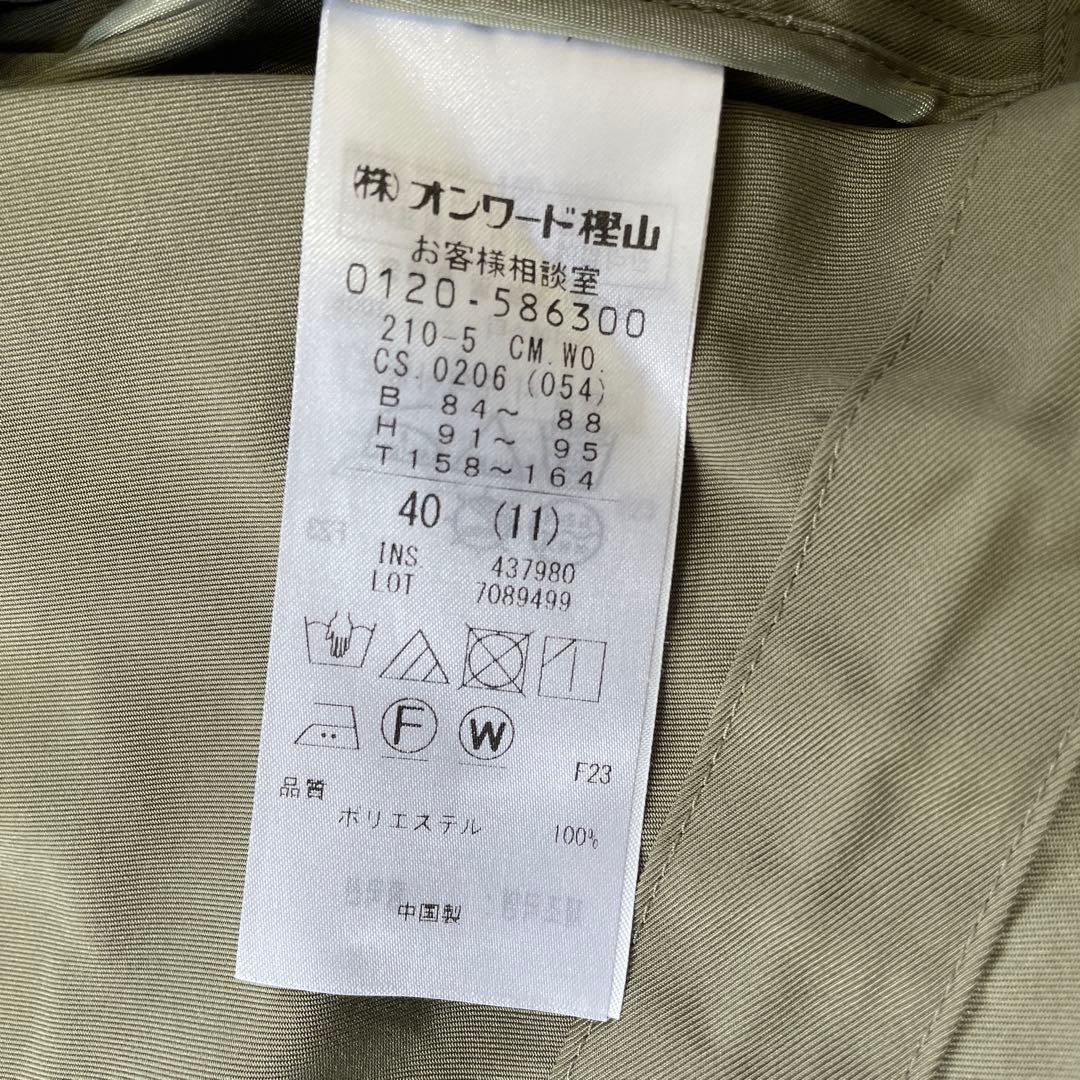 (株)オンワード樫山
お客様相談室
0120-586300
210-5 CM.WO.
CS.0206 (054)
B 84〜 88
H 91〜 95
T158〜164
40 (11)
INS 437980
LOT 7089499
F
W
F23
品質
ポリエステル 100%
中国製